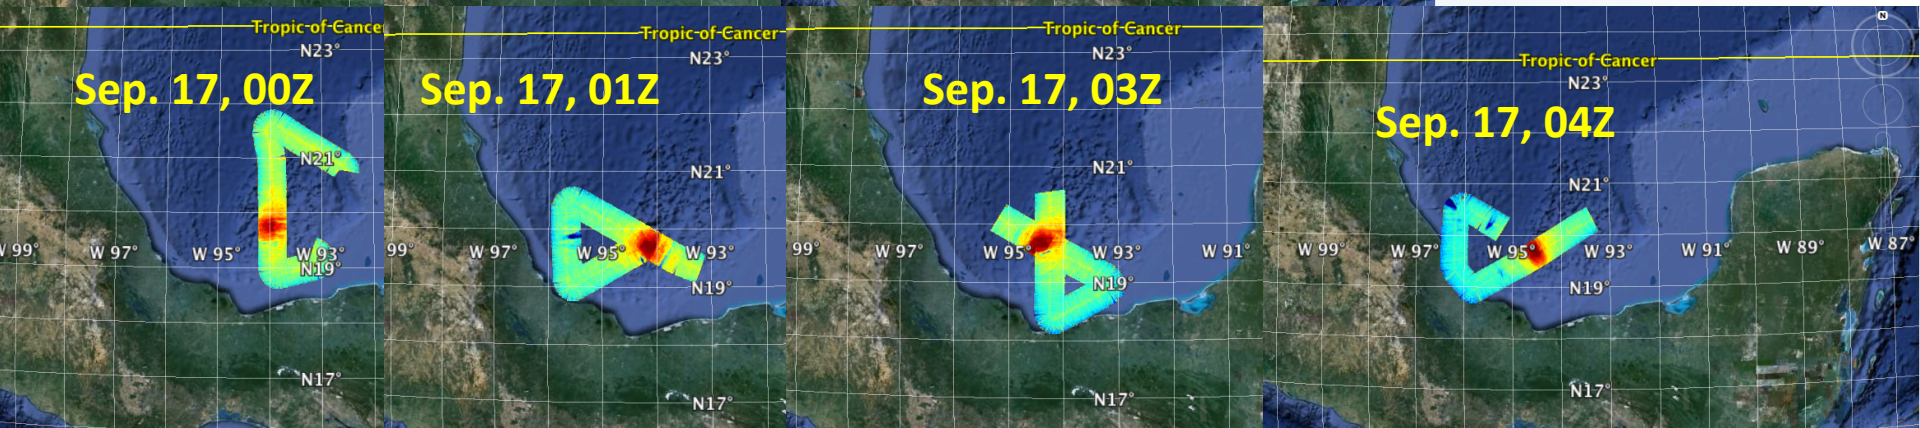 Tropic-of-Cance
N23°
Sep. 17, 00Z
N21°
W 99°
W 97°
W 95°
W 93°
N19°
N17°
Tropic-of-Cancer
N23°
Sep. 17, 01Z
N21°
99°
W 97°
W 95°
W 93°
N19°
N17°
Tropic-of-Cancer
N23°
Sep. 17, 03Z
N21°
99°
W 97°
W 95°
W 93°
W 91°
N19°
N17°
Tropic-of-Cancer
N
N23°
Sep. 17, 04Z
N21°
W 99°
W 97°
W 95°
W 93°
W 91°
W 89°
W 87°
N19°
N17°